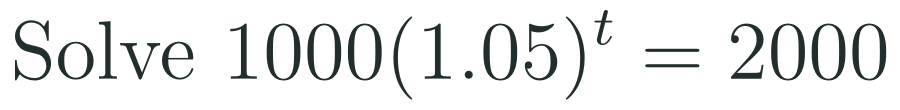 Solve $1000(1.05)^t = 2000$